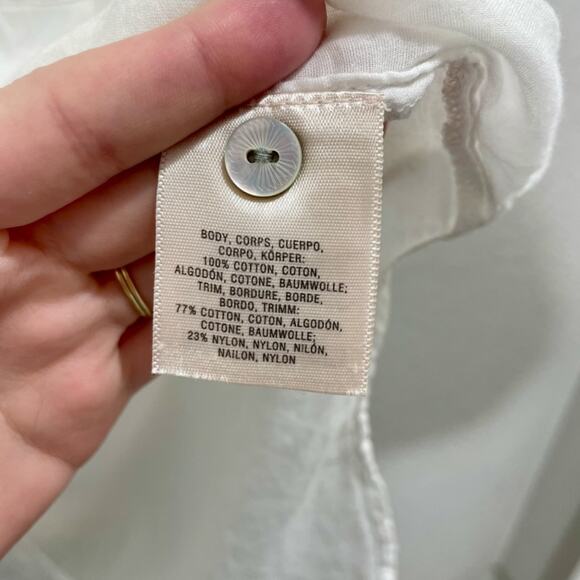 BODY, CORPS, CUERPO,
CORPO, KÖRPER:
100% COTTON, COTON,
ALGODÓN, COTONE, BAUMWOLLE;
TRIM, BORDURE, BORDE,
BORDO, TRIMM:
77% COTTON, COTON, ALGODÓN,
COTONE, BAUMWOLLE;
23% NYLON, NYLON, NILÓN,
NAILON, NYLON